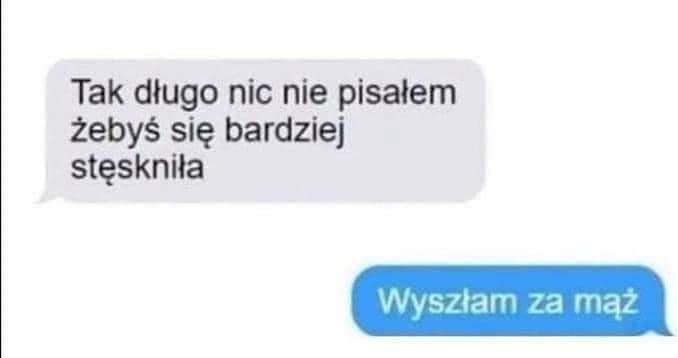 Tak długo nic nie pisałem
żebyś się bardziej
stęskniła
Wyszłam za mąż